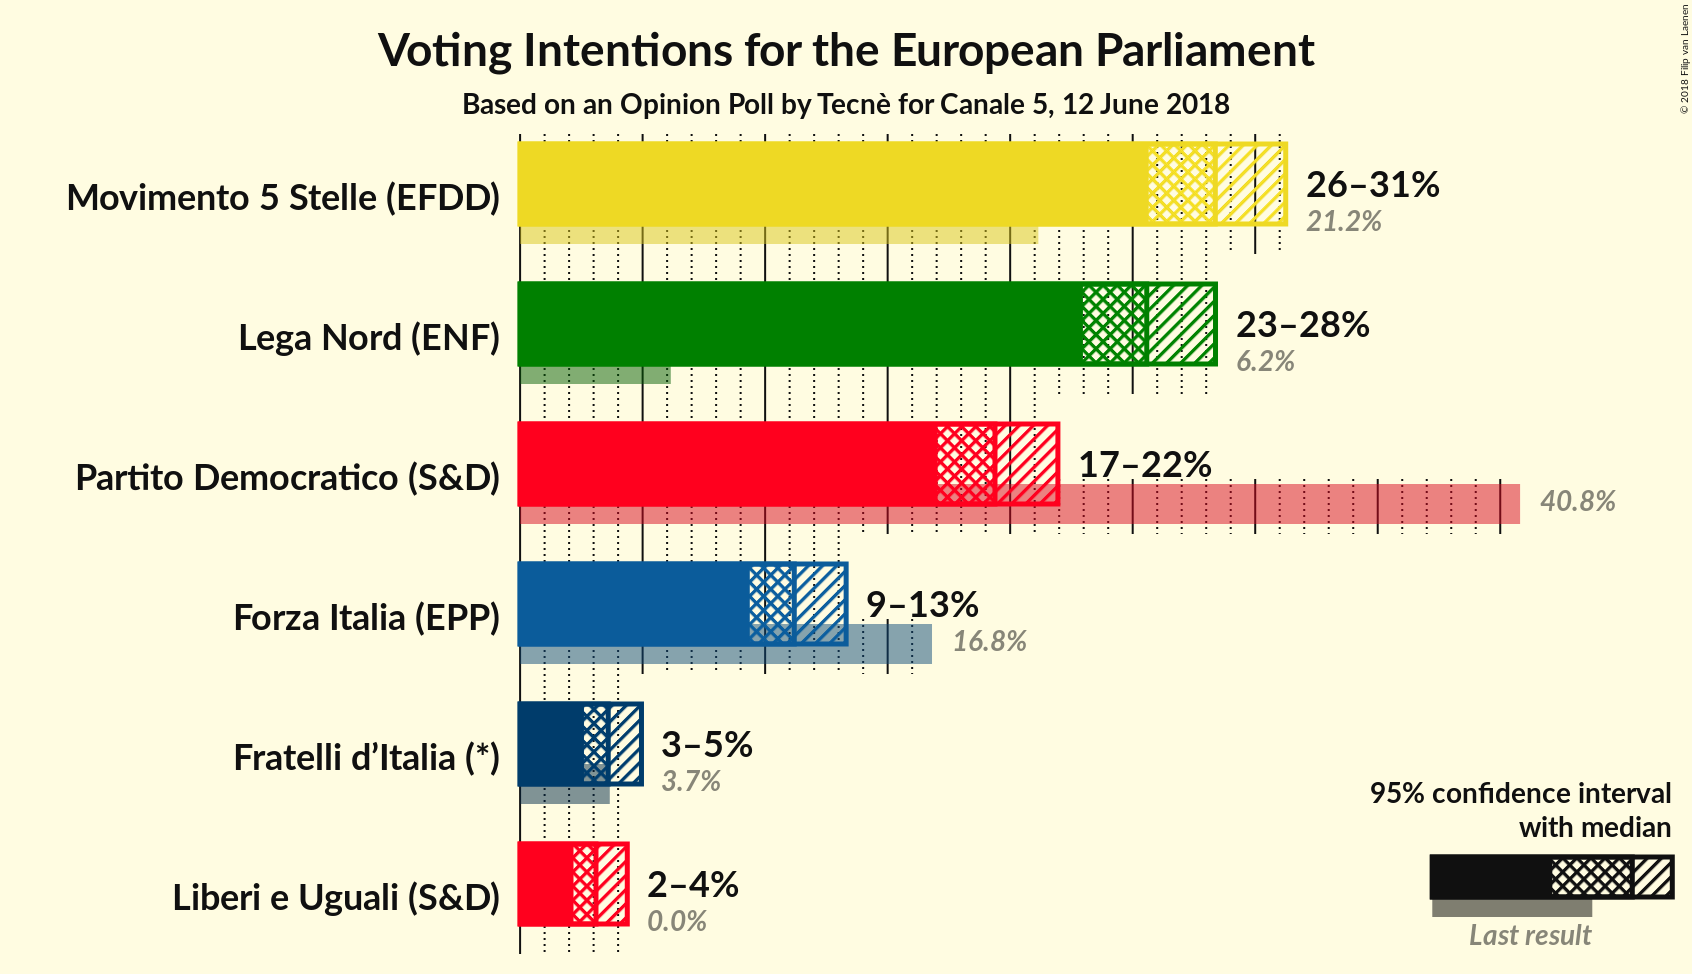 Voting Intentions for the European Parliament
Based on an Opinion Poll by Tecnè for Canale 5, 12 June 2018
© 2018 Filip van Laenen
Movimento 5 Stelle (EFDD)
26–31%
21.2%
Lega Nord (ENF)
23–28%
6.2%
Partito Democratico (S&D)
17–22%
40.8%
Forza Italia (EPP)
9–13%
16.8%
Fratelli d’Italia (*)
3–5%
3.7%
Liberi e Uguali (S&D)
2–4%
0.0%
95% confidence interval
with median
Last result